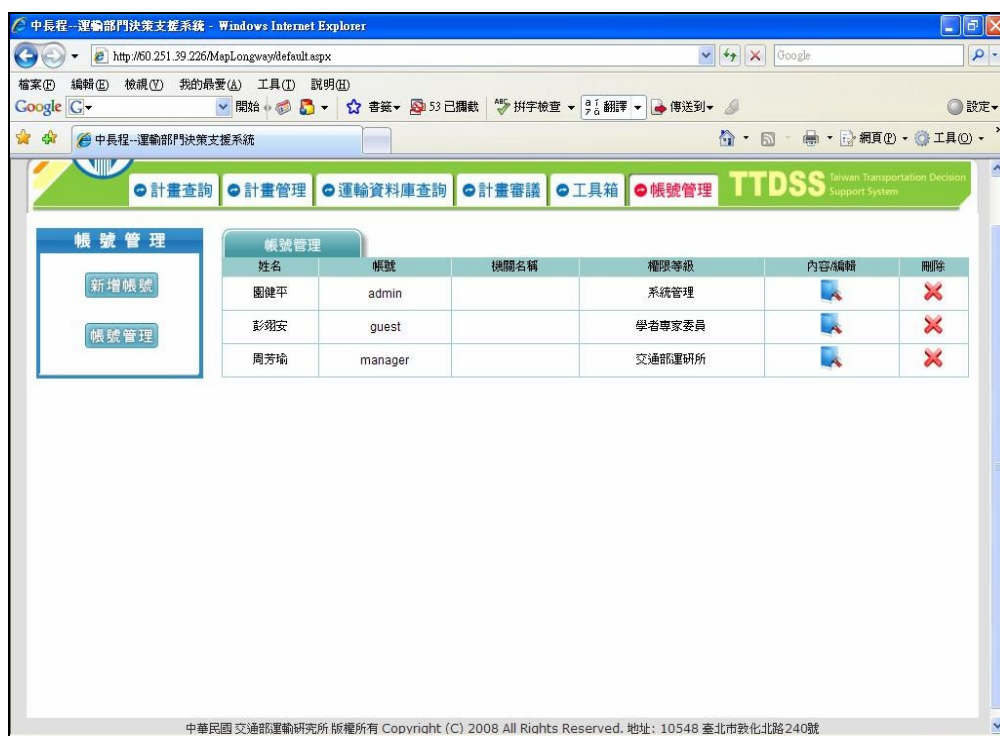 中長程--運輸部門決策支援系統 - Windows Internet Explorer
http://60.251.39.226/MapLongway/default.aspx
Google
檔案(F) 編輯(E) 檢視(V) 我的最愛(A) 工具(T) 說明(H)
Google G 開始 書籤 53 已攔截 ABC 拼字檢查 翻譯 傳送到 設定
中長程--運輸部門決策支援系統 網頁(P) 工具(O)
計畫查詢 計畫管理 運輸資料庫查詢 計畫審議 工具箱 帳號管理 TTDSS Taiwan Transportation Decision
Support System
帳號管理
新增帳號
帳號管理
帳號管理
姓名 帳號 機關名稱 權限等級 內容/編輯 刪除
健平 admin 系統管理
彭翊安 guest 學者專家委員
周芳瑜 manager 交通部運研所
中華民國 交通部運輸研究所 版權所有 Copyright (C) 2008 All Rights Reserved. 地址: 10548 臺北市敦化北路240號